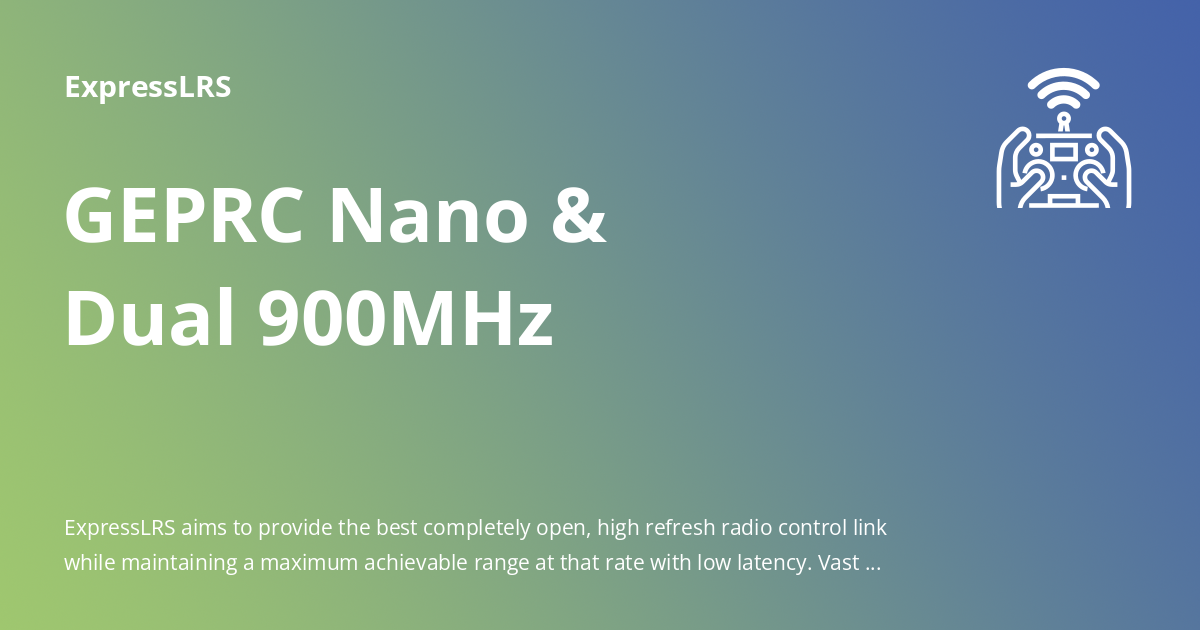 ExpressLRS
GEPRC Nano &
Dual 900MHz
ExpressLRS aims to provide the best completely open, high refresh radio control link
while maintaining a maximum achievable range at that rate with low latency. Vast ...